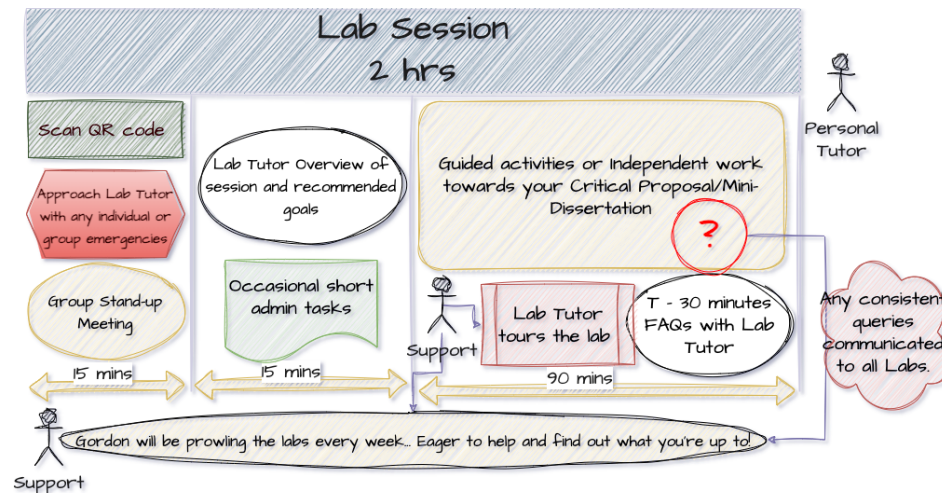 Lab Session
2 hrs
Scan QR code
Approach Lab Tutor
with any individual or
group emergencies
Group Stand-up
Meeting
15 mins
Lab Tutor Overview of
session and recommended
goals
Occasional short
admin tasks
15 mins
Guided activities or Independent work
towards your Critical Proposal/Mini-
Dissertation
?
Support
Lab Tutor
tours the lab
T - 30 minutes
FAQs with Lab
Tutor
90 mins
Personal
Tutor
Any consistent
queries
communicated
to all Labs.
Gordon will be prowling the labs every week... Eager to help and find out what you're up to!
Support